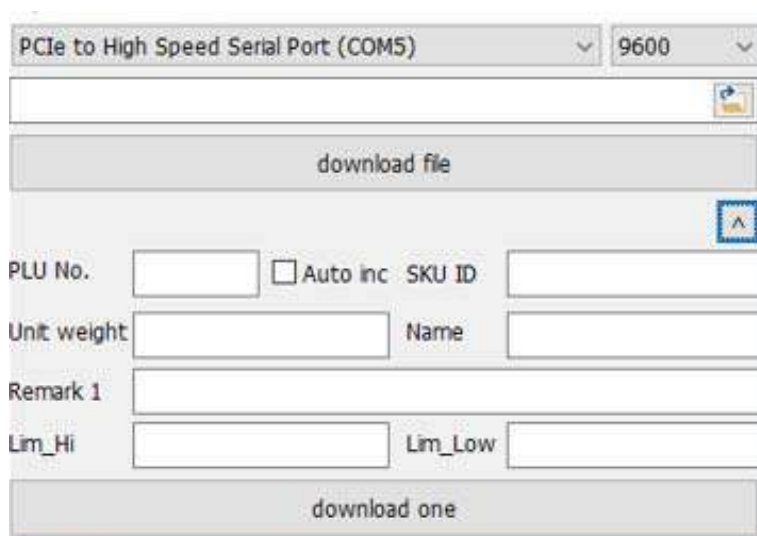 PCIe to High Speed Serial Port (COM5) 9600
download file
^
PLU No. Auto inc SKU ID
Unit weight Name
Remark 1
Lim_Hi Lim_Low
download one